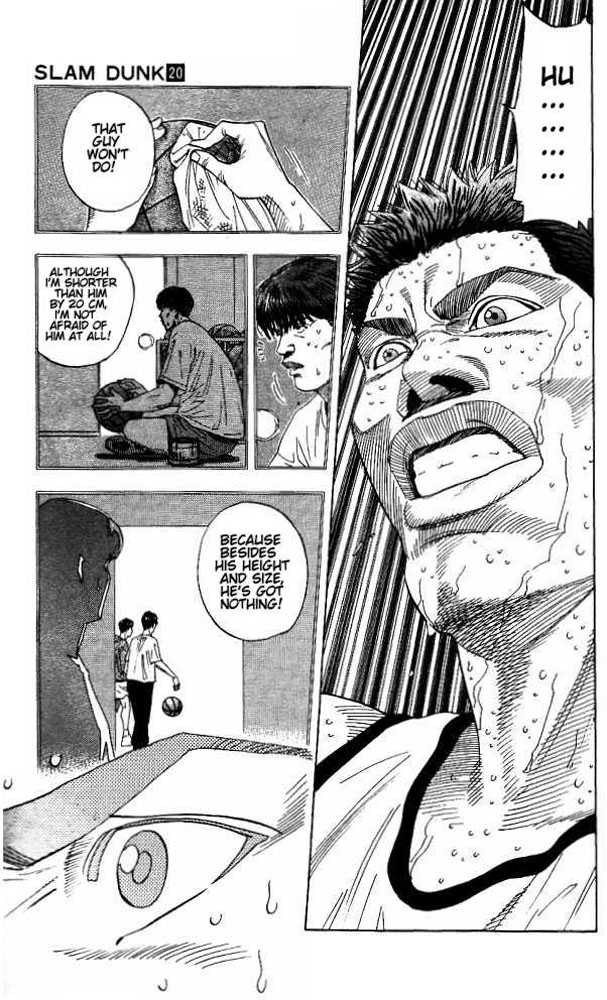 SLAM DUNK 20
HU
...
...
...
...
THAT
GUY
WON'T
DO!
ALTHOUGH
I'M SHORTER
THAN HIM
BY 20 CM,
I'M NOT
AFRAID OF
HIM AT ALL!
BECAUSE
BESIDES
HIS HEIGHT
AND SIZE,
HE'S GOT
NOTHING!